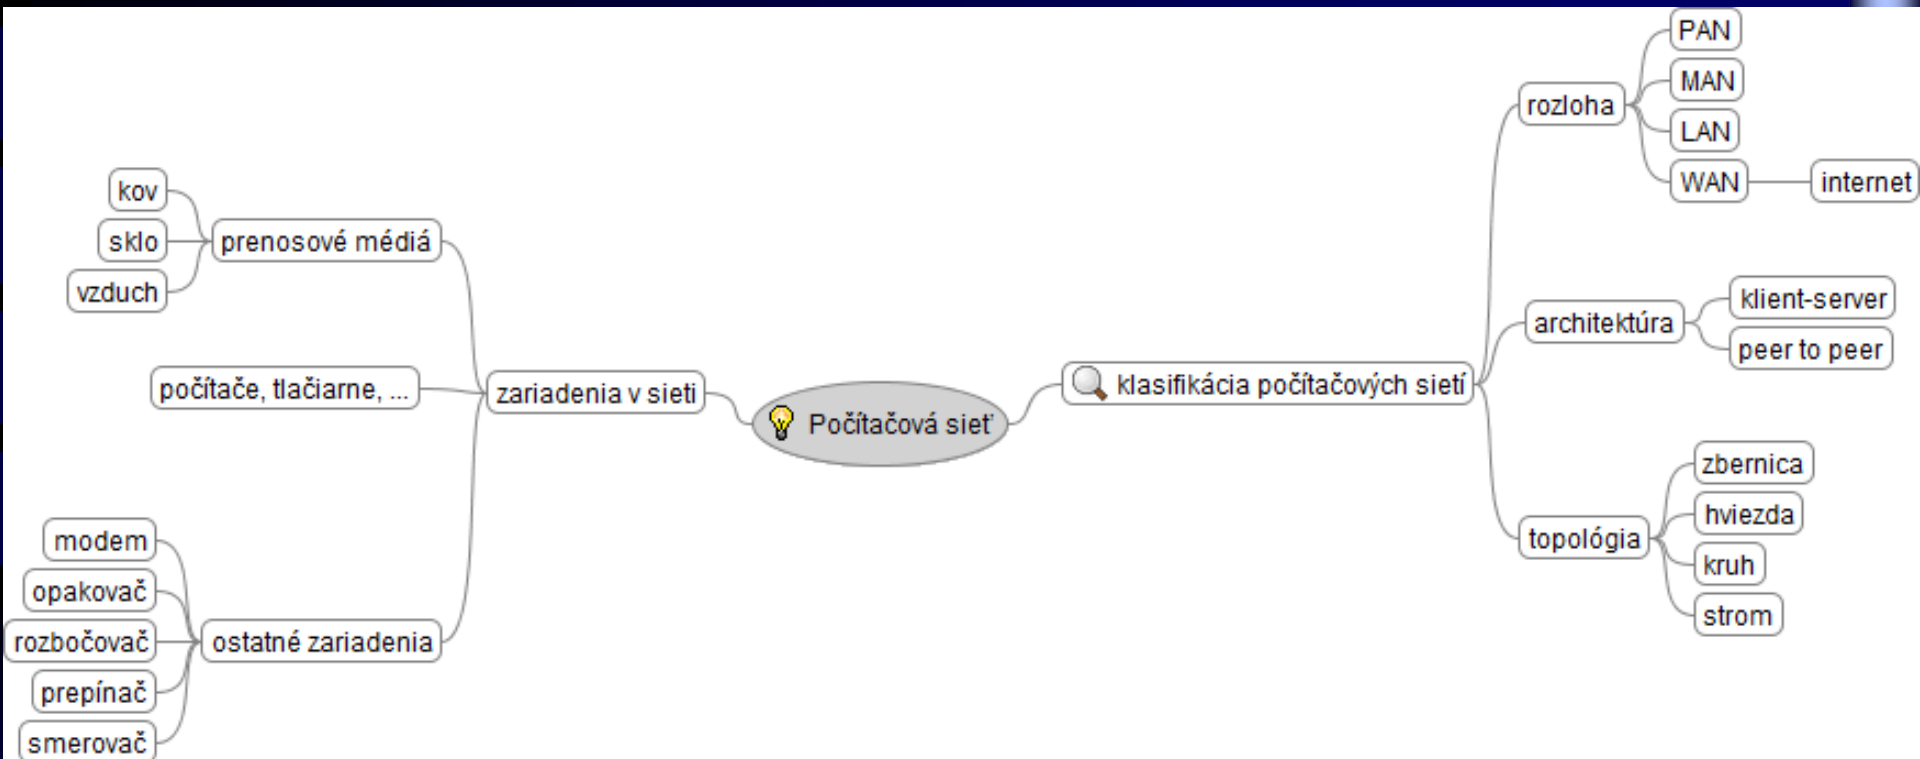 Počítačová sieť
zariadenia v sieti
prenosové médiá
kov
sklo
vzduch
počítače, tlačiarne, ...
ostatné zariadenia
modem
opakovač
rozbočovač
prepínač
smerovač
klasifikácia počítačových sietí
rozloha
PAN
MAN
LAN
WAN
internet
architektúra
klient-server
peer to peer
topológia
zbernica
hviezda
kruh
strom